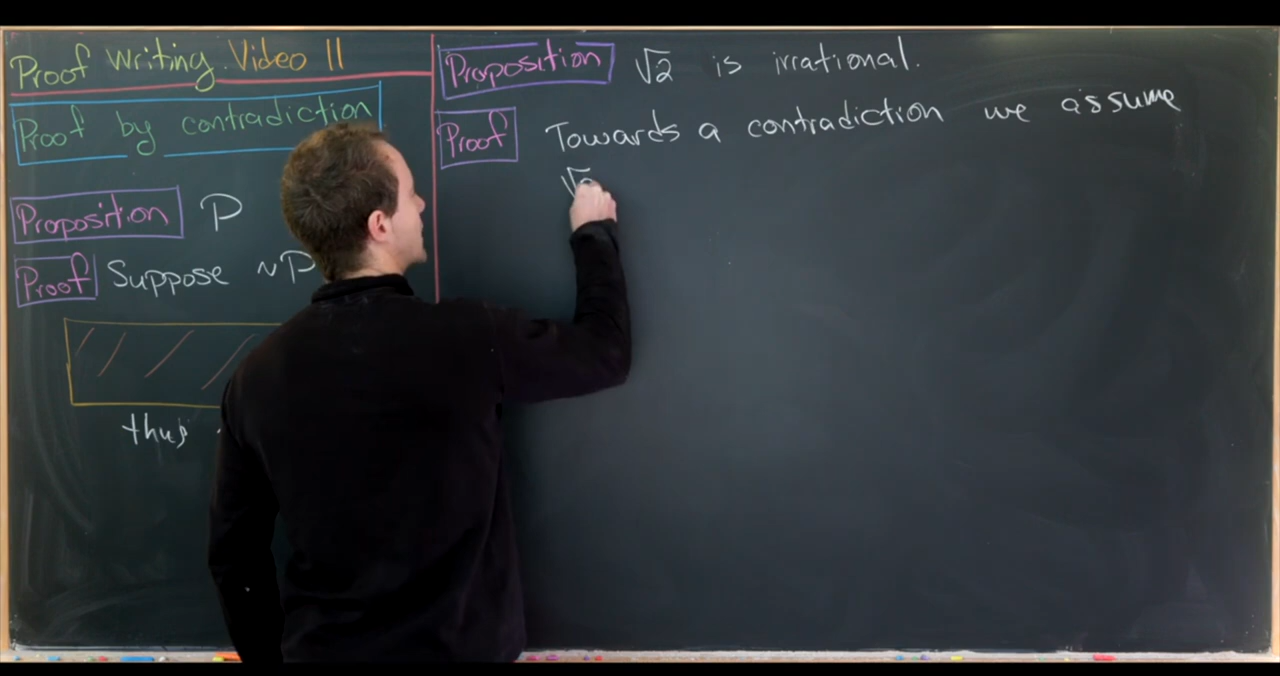 Proof Writing Video 11
Proof by contradiction
Proposition P
Proof Suppose ~P
thus
Proposition √2 is irrational.
Proof Towards a contradiction we assume